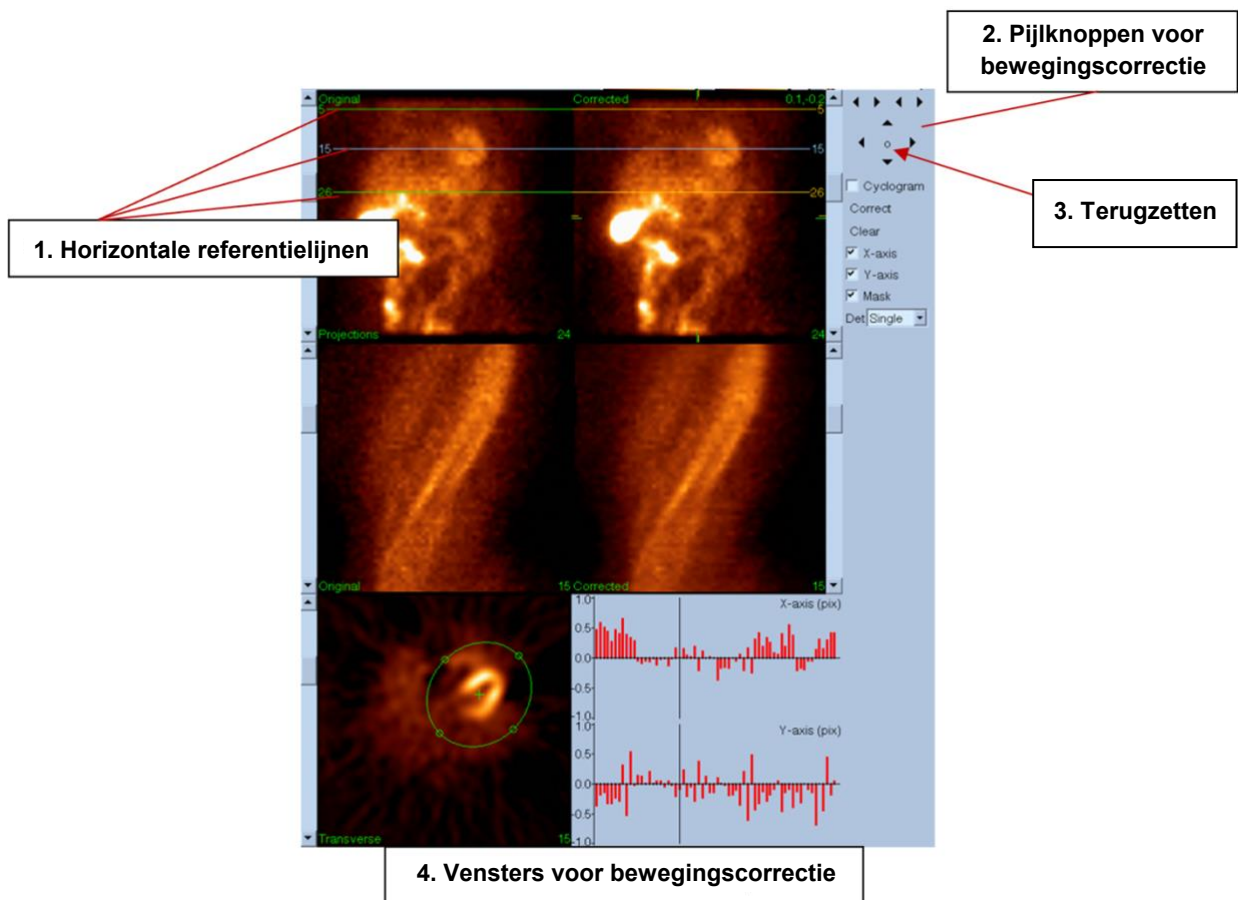 2. Pijlknoppen voor
bewegingscorrectie
Original
Corrected
0.1,-0.2
5
5
15
15
26
26
Cyclogram
Correct
Clear
X-axis
Y-axis
Mask
Det Single
3. Terugzetten
1. Horizontale referentielijnen
Projections
24
24
Original
15
Corrected
15
X-axis (pix)
1.0
0.5
0.0
-0.5
-1.0
Y-axis (pix)
1.0
0.5
0.0
-0.5
-1.0
Transverse
15
4. Vensters voor bewegingscorrectie